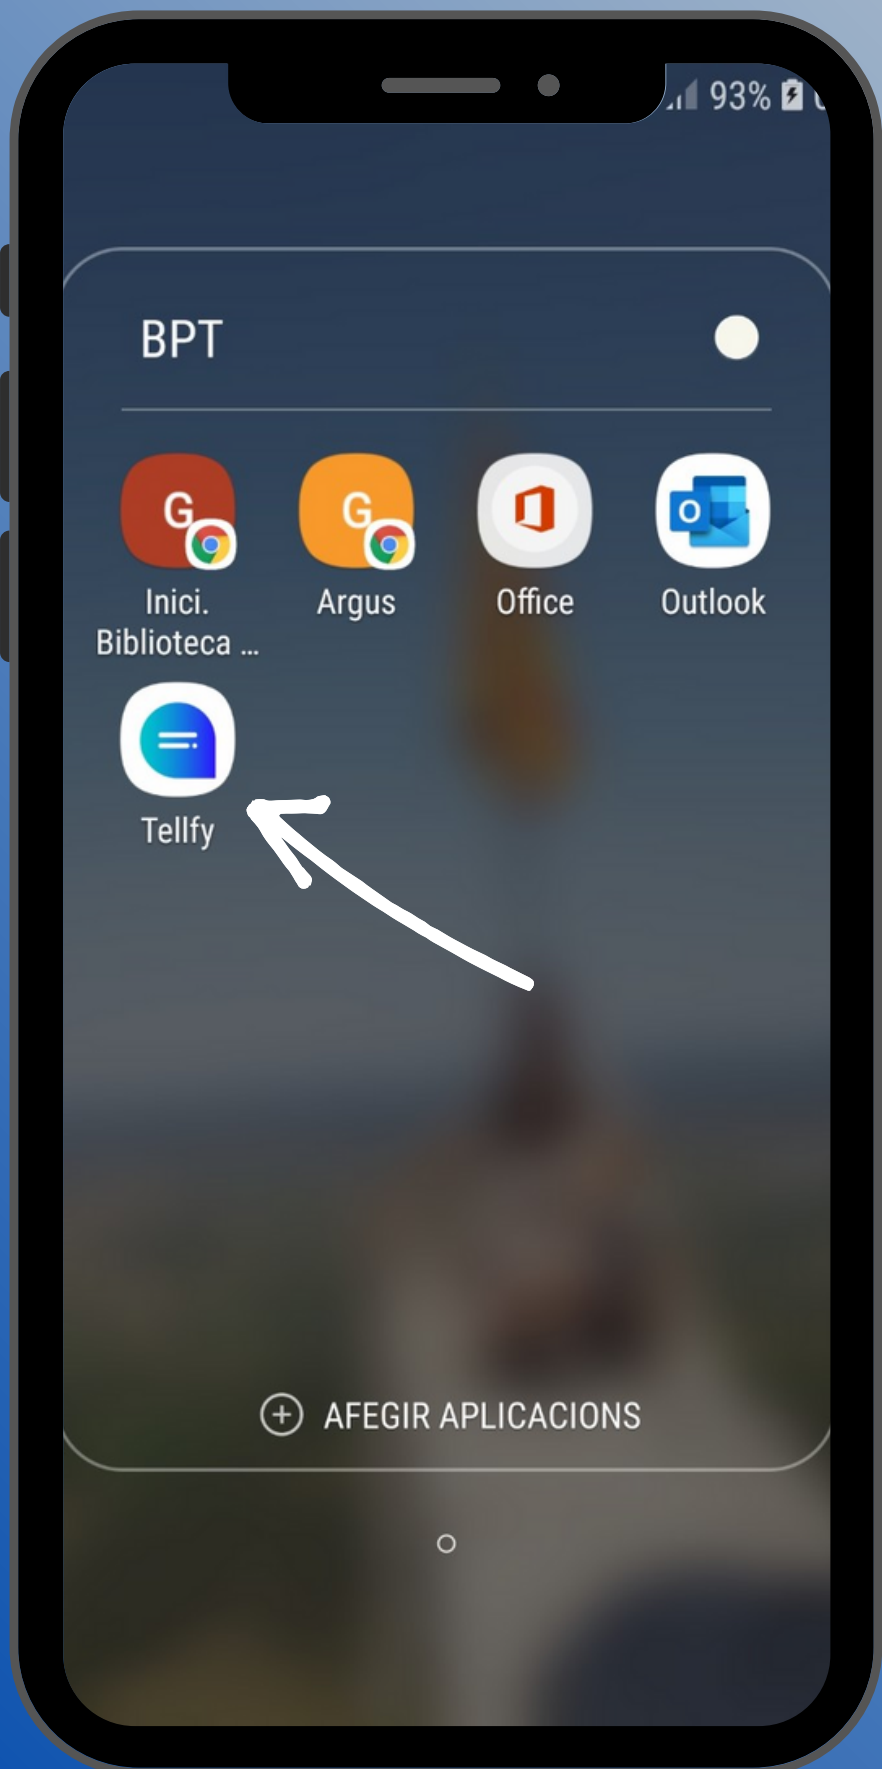 93%
BPT
G
G
O
Inici.
Biblioteca ...
Argus
Office
Outlook
Tellfy
AFEGIR APLICACIONS